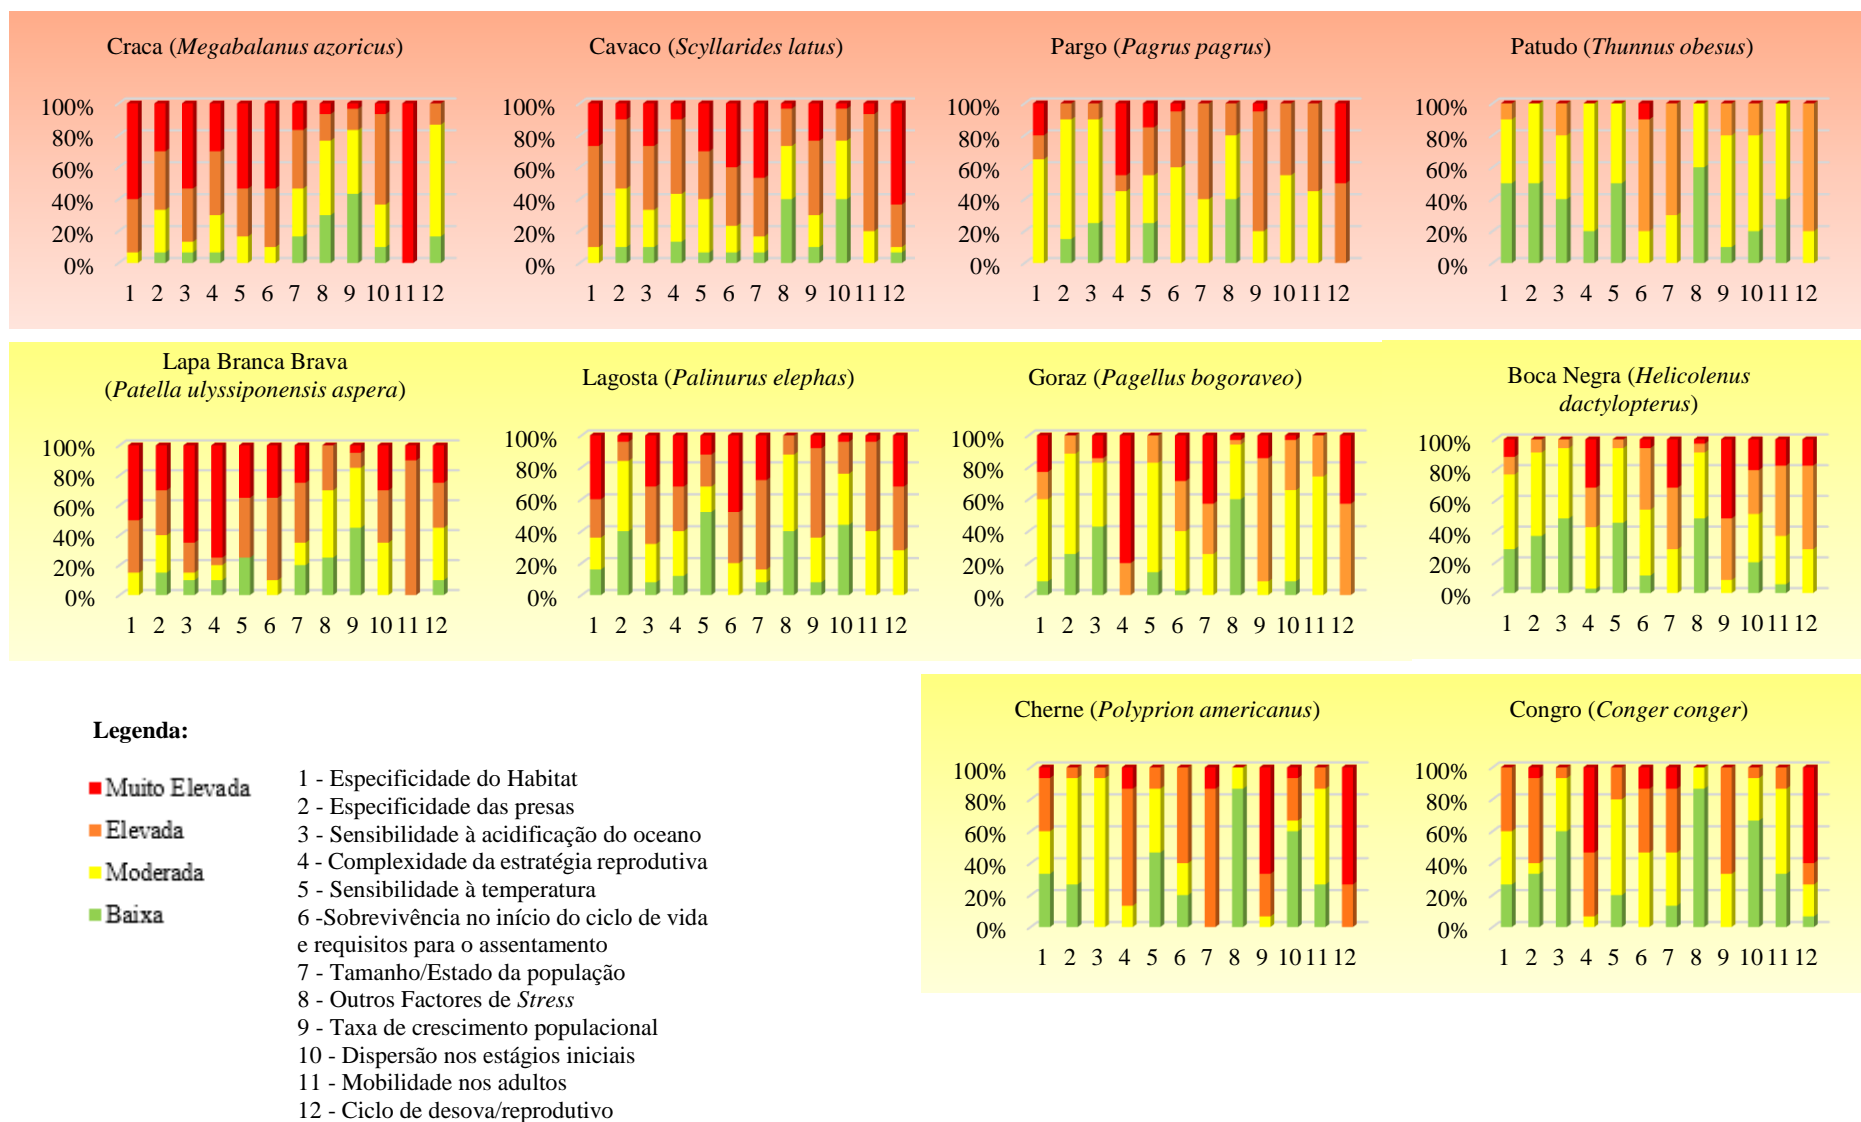 Craca (Megabalanus azoricus)
100%
80%
60%
40%
20%
0%
1 2 3 4 5 6 7 8 9 10 11 12
Cavaco (Scyllarides latus)
100%
80%
60%
40%
20%
0%
1 2 3 4 5 6 7 8 9 10 11 12
Pargo (Pagrus pagrus)
100%
80%
60%
40%
20%
0%
1 2 3 4 5 6 7 8 9 10 11 12
Patudo (Thunnus obesus)
100%
80%
60%
40%
20%
0%
1 2 3 4 5 6 7 8 9 10 11 12
Lapa Branca Brava
(Patella ulyssiponensis aspera)
100%
80%
60%
40%
20%
0%
1 2 3 4 5 6 7 8 9 10 11 12
Lagosta (Palinurus elephas)
100%
80%
60%
40%
20%
0%
1 2 3 4 5 6 7 8 9 10 11 12
Goraz (Pagellus bogoraveo)
100%
80%
60%
40%
20%
0%
1 2 3 4 5 6 7 8 9 10 11 12
Boca Negra (Helicolenus
dactylopterus)
100%
80%
60%
40%
20%
0%
1 2 3 4 5 6 7 8 9 10 11 12
Cherne (Polyprion americanus)
100%
80%
60%
40%
20%
0%
1 2 3 4 5 6 7 8 9 10 11 12
Congro (Conger conger)
100%
80%
60%
40%
20%
0%
1 2 3 4 5 6 7 8 9 10 11 12
Legenda:
Muito Elevada
Elevada
Moderada
Baixa
1 - Especificidade do Habitat
2 - Especificidade das presas
3 - Sensibilidade à acidificação do oceano
4 - Complexidade da estratégia reprodutiva
5 - Sensibilidade à temperatura
6 -Sobrevivência no início do ciclo de vida
e requisitos para o assentamento
7 - Tamanho/Estado da população
8 - Outros Factores de Stress
9 - Taxa de crescimento populacional
10 - Dispersão nos estágios iniciais
11 - Mobilidade nos adultos
12 - Ciclo de desova/reprodutivo